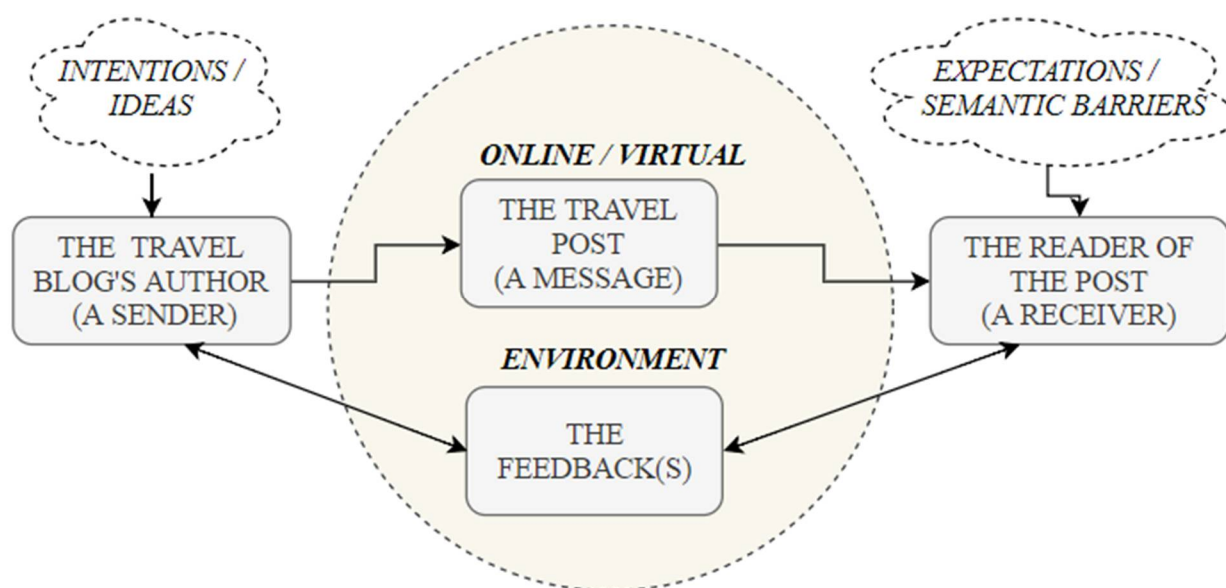 INTENTIONS /
IDEAS
EXPECTATIONS /
SEMANTIC BARRIERS
ONLINE / VIRTUAL
THE TRAVEL
BLOG'S AUTHOR
(A SENDER)
THE TRAVEL
POST
(A MESSAGE)
THE READER OF
THE POST
(A RECEIVER)
ENVIRONMENT
THE
FEEDBACK(S)